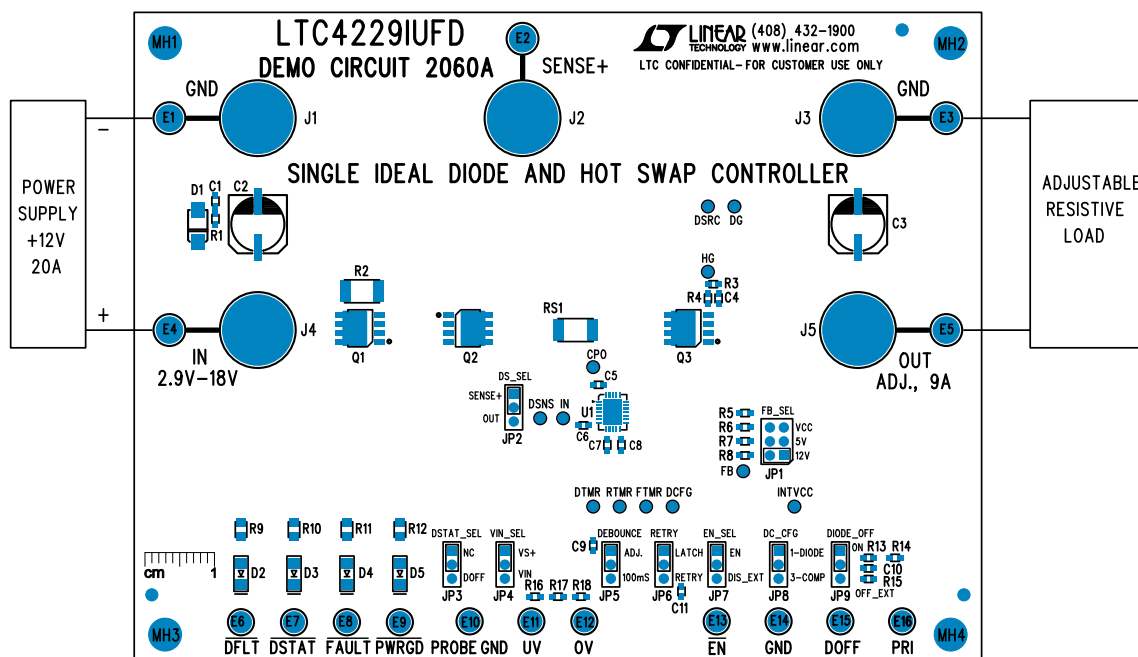 MH1
LTC4229IUFD
E2
LINEAR TECHNOLOGY (408) 432-1900
www.linear.com
MH2
DEMO CIRCUIT 2060A
SENSE+
LTC CONFIDENTIAL-FOR CUSTOMER USE ONLY
GND
GND
E1
J1
J2
J3
E3
−
SINGLE IDEAL DIODE AND HOT SWAP CONTROLLER
POWER
SUPPLY
+12V
20A
+
ADJUSTABLE
RESISTIVE
LOAD
D1
C1
C2
R1
DSRC
DG
C3
HG
R3
R4
C4
R2
RS1
E4
J4
Q1
Q2
Q3
J5
E5
IN
2.9V-18V
OUT
ADJ., 9A
CPO
C5
DS_SEL
SENSE+
OUT
JP2
DSNS
IN
U1
C6
C7
C8
R5
R6
R7
R8
FB
FB_SEL
VCC
5V
12V
JP1
DTMR
RTMR
FTMR
DCFG
INTVCC
R9
R10
R11
R12
DSTAT_SEL
NC
DOFF
JP3
VIN_SEL
VS+
VIN
JP4
C9
DEBOUNCE
ADJ.
100mS
JP5
RETRY
LATCH
RETRY
JP6
C11
EN_SEL
EN
DIS_EXT
JP7
DC_CFG
1-DIODE
3-COMP
JP8
DIODE_OFF
ON
R13
R14
C10
R15
OFF_EXT
JP9
cm
1
D2
D3
D4
D5
R16
R17
R18
MH3
E6
E7
E8
E9
E10
E11
E12
E13
E14
E15
E16
MH4
DFLT
DSTAT
FAULT
PWRGD
PROBE GND
UV
OV
EN
GND
DOFF
PRI